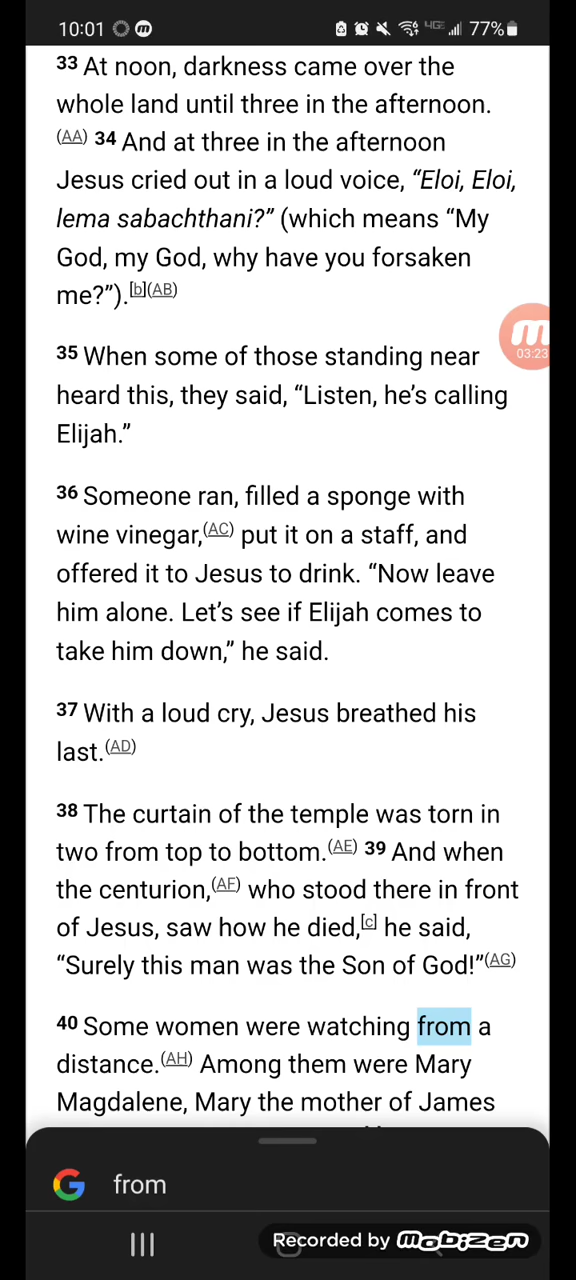 10:01 m 4GE 77%
33 At noon, darkness came over the
whole land until three in the afternoon.
(AA) 34 And at three in the afternoon
Jesus cried out in a loud voice, “Eloi, Eloi,
lema sabachthani?” (which means “My
God, my God, why have you forsaken
me?”).[b](AB)
m
03:23
35 When some of those standing near
heard this, they said, “Listen, he’s calling
Elijah.”
36 Someone ran, filled a sponge with
wine vinegar,(AC) put it on a staff, and
offered it to Jesus to drink. “Now leave
him alone. Let’s see if Elijah comes to
take him down,” he said.
37 With a loud cry, Jesus breathed his
last.(AD)
38 The curtain of the temple was torn in
two from top to bottom.(AE) 39 And when
the centurion,(AF) who stood there in front
of Jesus, saw how he died,[c] he said,
“Surely this man was the Son of God!”(AG)
40 Some women were watching from a
distance.(AH) Among them were Mary
Magdalene, Mary the mother of James
G from
Recorded by mobizen